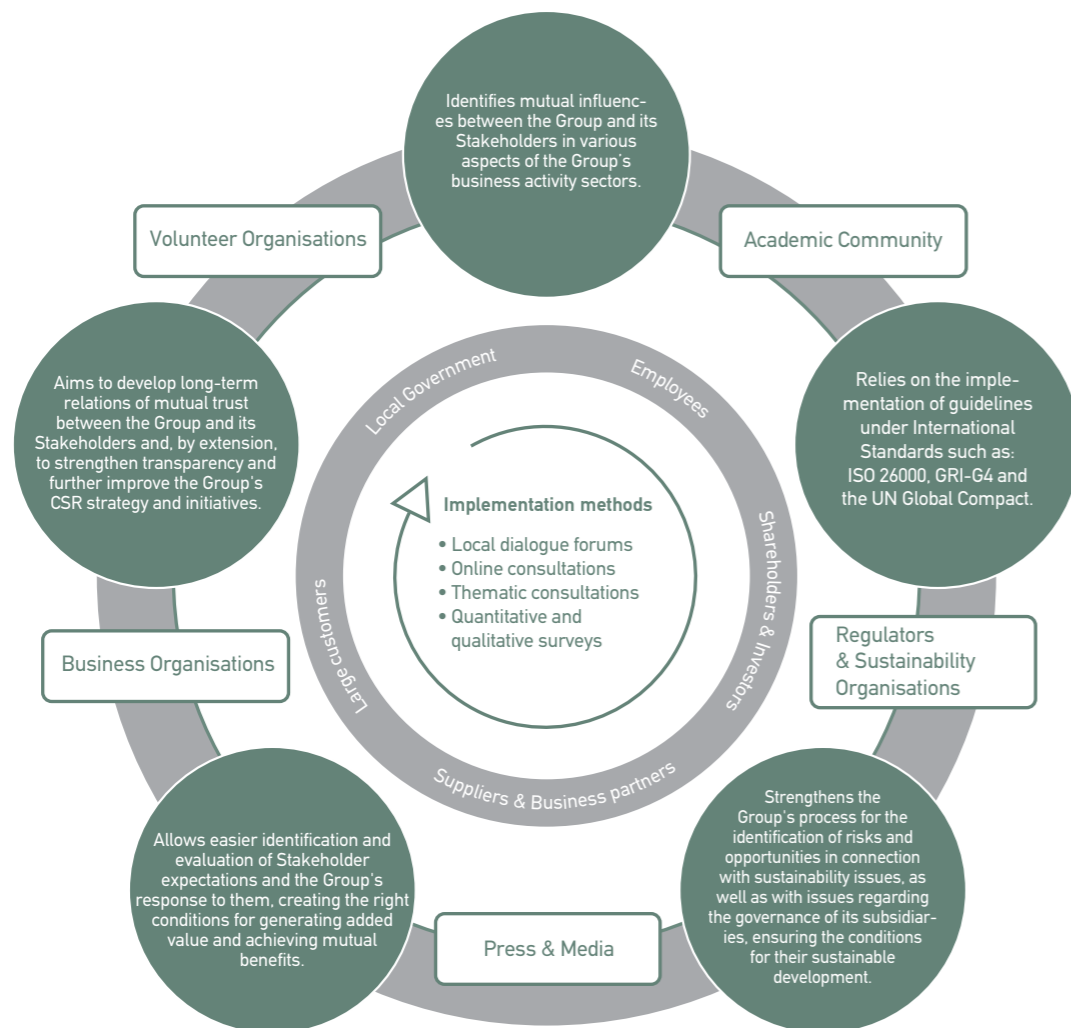 Identifies mutual influenc-
es between the Group and its
Stakeholders in various
aspects of the Group's
business activity sectors.
Volunteer Organisations
Academic Community
Aims to develop long-term
relations of mutual trust
between the Group and its
Stakeholders and, by extension,
to strengthen transparency and
further improve the Group's
CSR strategy and initiatives.
Local Government
Employees
Relies on the imple-
mentation of guidelines
under International
Standards such as:
ISO 26000, GRI-G4 and
the UN Global Compact.
Implementation methods
• Local dialogue forums
• Online consultations
• Thematic consultations
• Quantitative and
qualitative surveys
Large customers
Shareholders & Investors
Suppliers & Business partners
Business Organisations
Regulators
& Sustainability
Organisations
Allows easier identification and
evaluation of Stakeholder
expectations and the Group's
response to them, creating the right
conditions for generating added
value and achieving mutual
benefits.
Press & Media
Strengthens the
Group's process for the
identification of risks and
opportunities in connection
with sustainability issues, as
well as with issues regarding
the governance of its subsidiar-
ies, ensuring the conditions
for their sustainable
development.